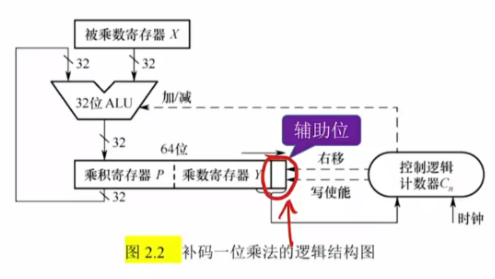 被乘数寄存器 X
32
32
32位 ALU
加/减
32
64位
辅助位
乘积寄存器 P
乘数寄存器 Y
右移
写使能
控制逻辑
计数器Cn
32
时钟
图 2.2 补码一位乘法的逻辑结构图